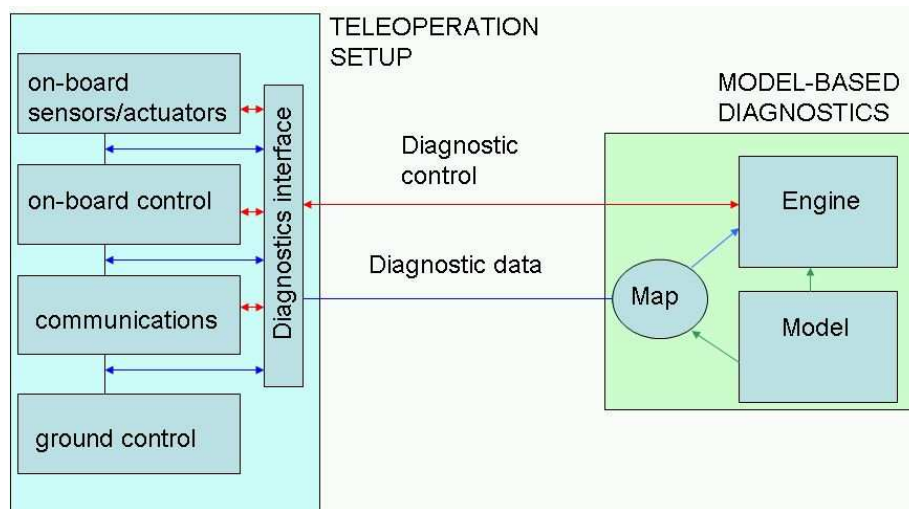 TELEOPERATION
SETUP
on-board
sensors/actuators
on-board control
communications
ground control
Diagnostics interface
Diagnostic
control
Diagnostic data
MODEL-BASED
DIAGNOSTICS
Engine
Map
Model